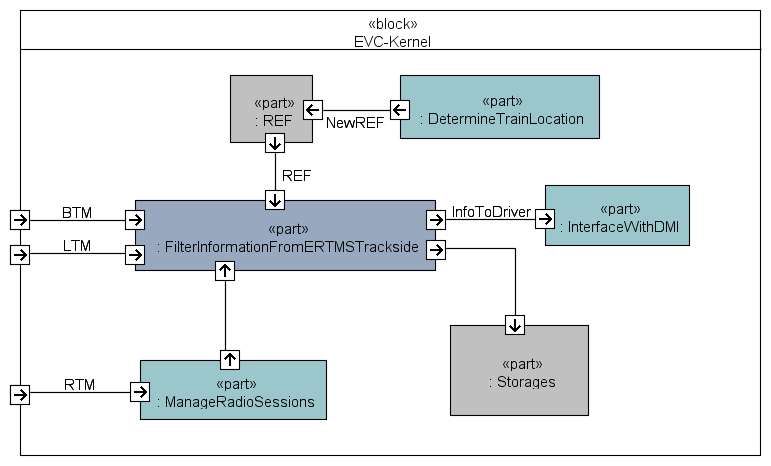 «block»
EVC-Kernel
«part»
: REF
«part»
: DetermineTrainLocation
NewREF
REF
BTM
LTM
«part»
: FilterInformationFromERTMSTrackside
InfoToDriver
«part»
: InterfaceWithDMI
RTM
«part»
: ManageRadioSessions
«part»
: Storages